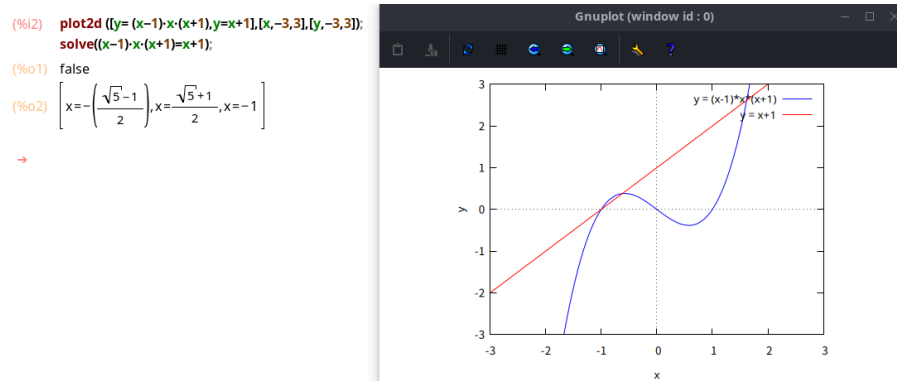 (%i2) plot2d ([y= (x−1)·x·(x+1),y=x+1],[x,−3,3],[y,−3,3]);
solve((x−1)·x·(x+1)=x+1);
(%o1) false
(%o2) [x=−(√5−1/2),x=√5+1/2,x=−1]
→
Gnuplot (window id : 0)
y = (x-1)*x*(x+1)
y = x+1
3
2
1
0
-1
-2
-3
y
-3 -2 -1 0 1 2 3
x